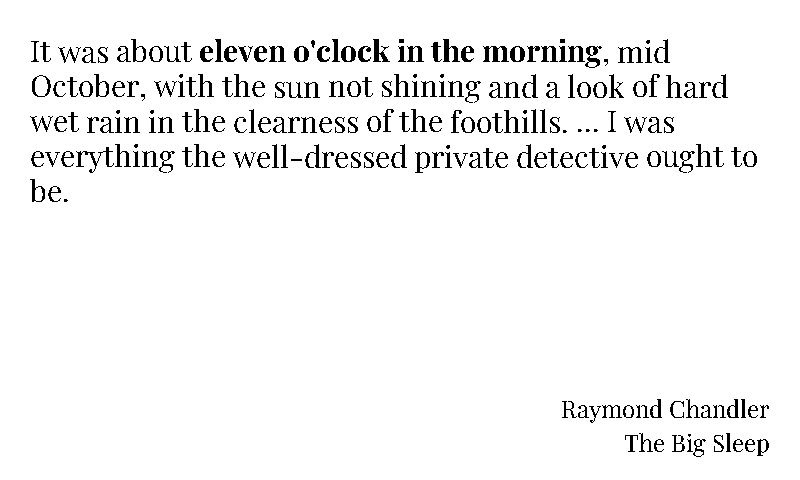 It was about eleven o'clock in the morning, mid
October, with the sun not shining and a look of hard
wet rain in the clearness of the foothills. ... I was
everything the well-dressed private detective ought to
be.
Raymond Chandler
The Big Sleep